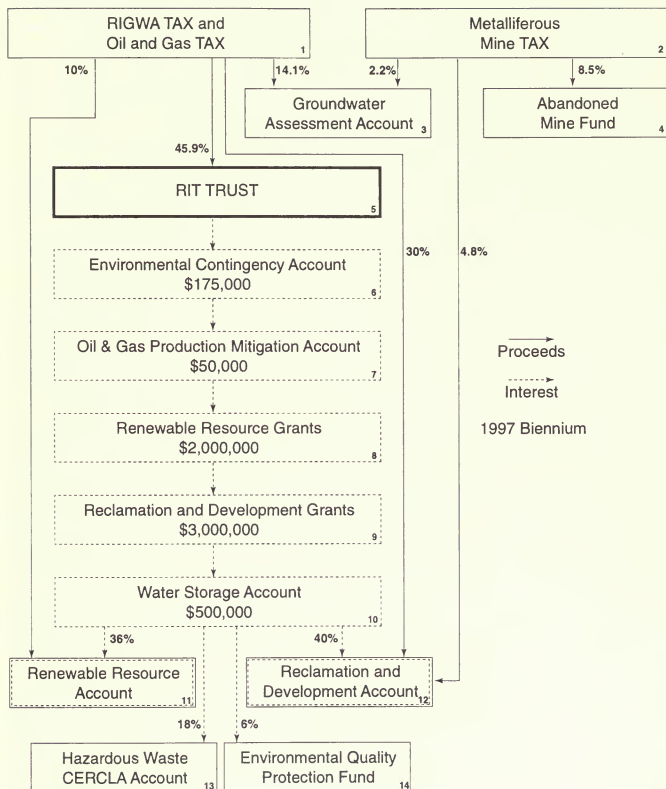 RIGWA TAX and
Oil and Gas TAX
1
Metalliferous
Mine TAX
2
10%
14.1%
2.2%
8.5%
Groundwater
Assessment Account 3
Abandoned
Mine Fund
4
45.9%
RIT TRUST
5
30%
4.8%
Environmental Contingency Account
$175,000
6
Oil & Gas Production Mitigation Account
$50,000
7
Proceeds
Interest
1997 Biennium
Renewable Resource Grants
$2,000,000
8
Reclamation and Development Grants
$3,000,000
9
Water Storage Account
$500,000
10
36%
40%
Renewable Resource
Account
11
Reclamation and
Development Account 12
18%
6%
Hazardous Waste
CERCLA Account
13
Environmental Quality
Protection Fund
14